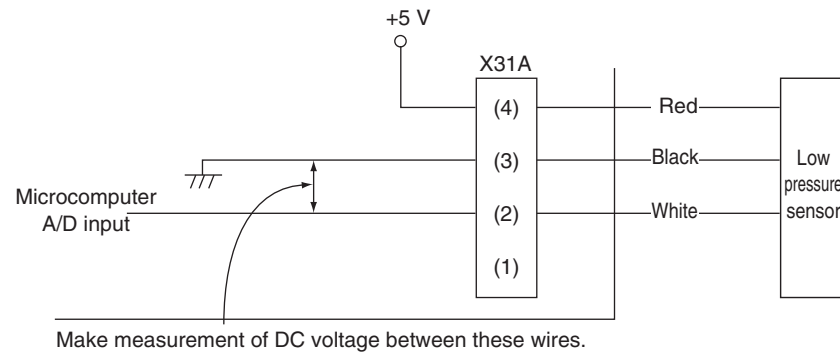 +5 V
X31A
(4)
Red
(3)
Black
Low
pressure
sensor
Microcomputer
A/D input
(2)
White
(1)
Make measurement of DC voltage between these wires.